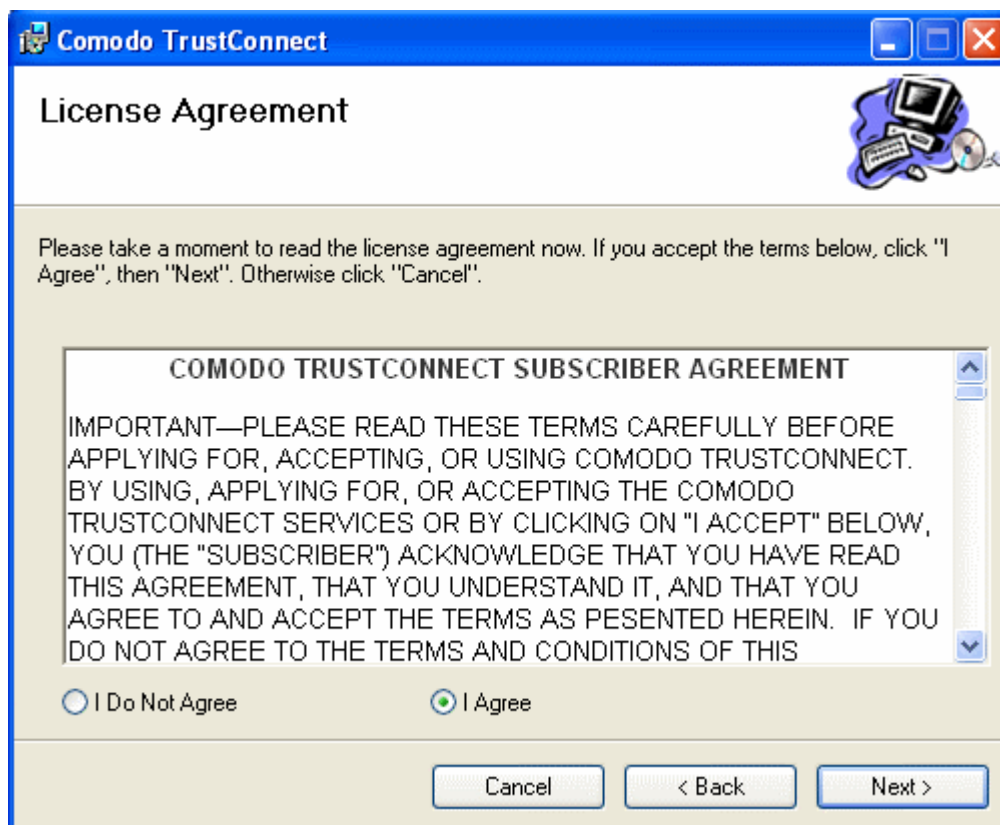 Comodo TrustConnect
License Agreement
Please take a moment to read the license agreement now. If you accept the terms below, click "I
Agree", then "Next". Otherwise click "Cancel".
COMODO TRUSTCONNECT SUBSCRIBER AGREEMENT
IMPORTANT—PLEASE READ THESE TERMS CAREFULLY BEFORE
APPLYING FOR, ACCEPTING, OR USING COMODO TRUSTCONNECT.
BY USING, APPLYING FOR, OR ACCEPTING THE COMODO
TRUSTCONNECT SERVICES OR BY CLICKING ON "I ACCEPT" BELOW,
YOU (THE "SUBSCRIBER") ACKNOWLEDGE THAT YOU HAVE READ
THIS AGREEMENT, THAT YOU UNDERSTAND IT, AND THAT YOU
AGREE TO AND ACCEPT THE TERMS AS PESENTED HEREIN.  IF YOU
DO NOT AGREE TO THE TERMS AND CONDITIONS OF THIS
I Do Not Agree
I Agree
Cancel
< Back
Next >